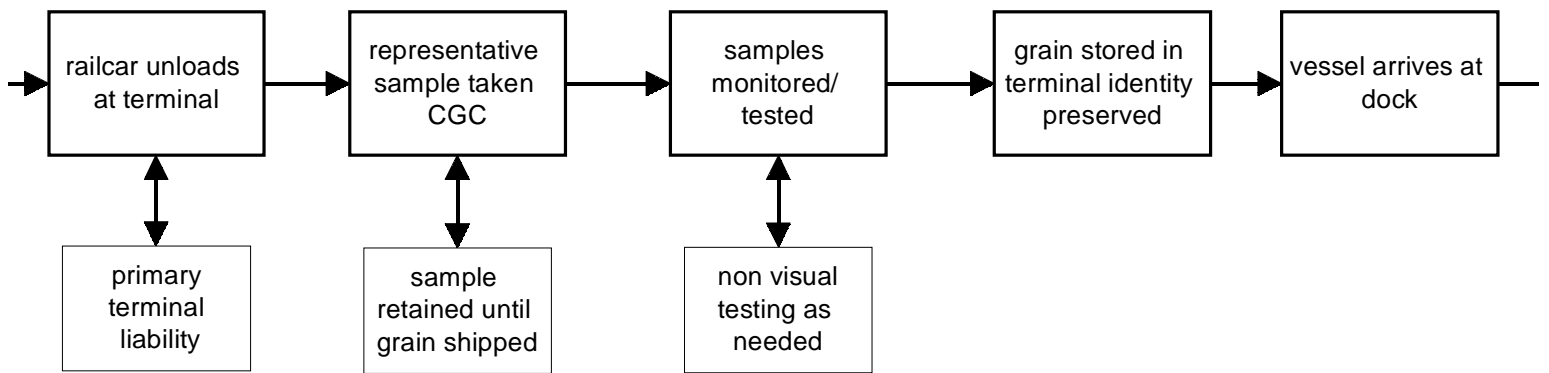 railcar unloads
at terminal
representative
sample taken
CGC
samples
monitored/
tested
grain stored in
terminal identity
preserved
vessel arrives at
dock
primary
terminal
liability
sample
retained until
grain shipped
non visual
testing as
needed